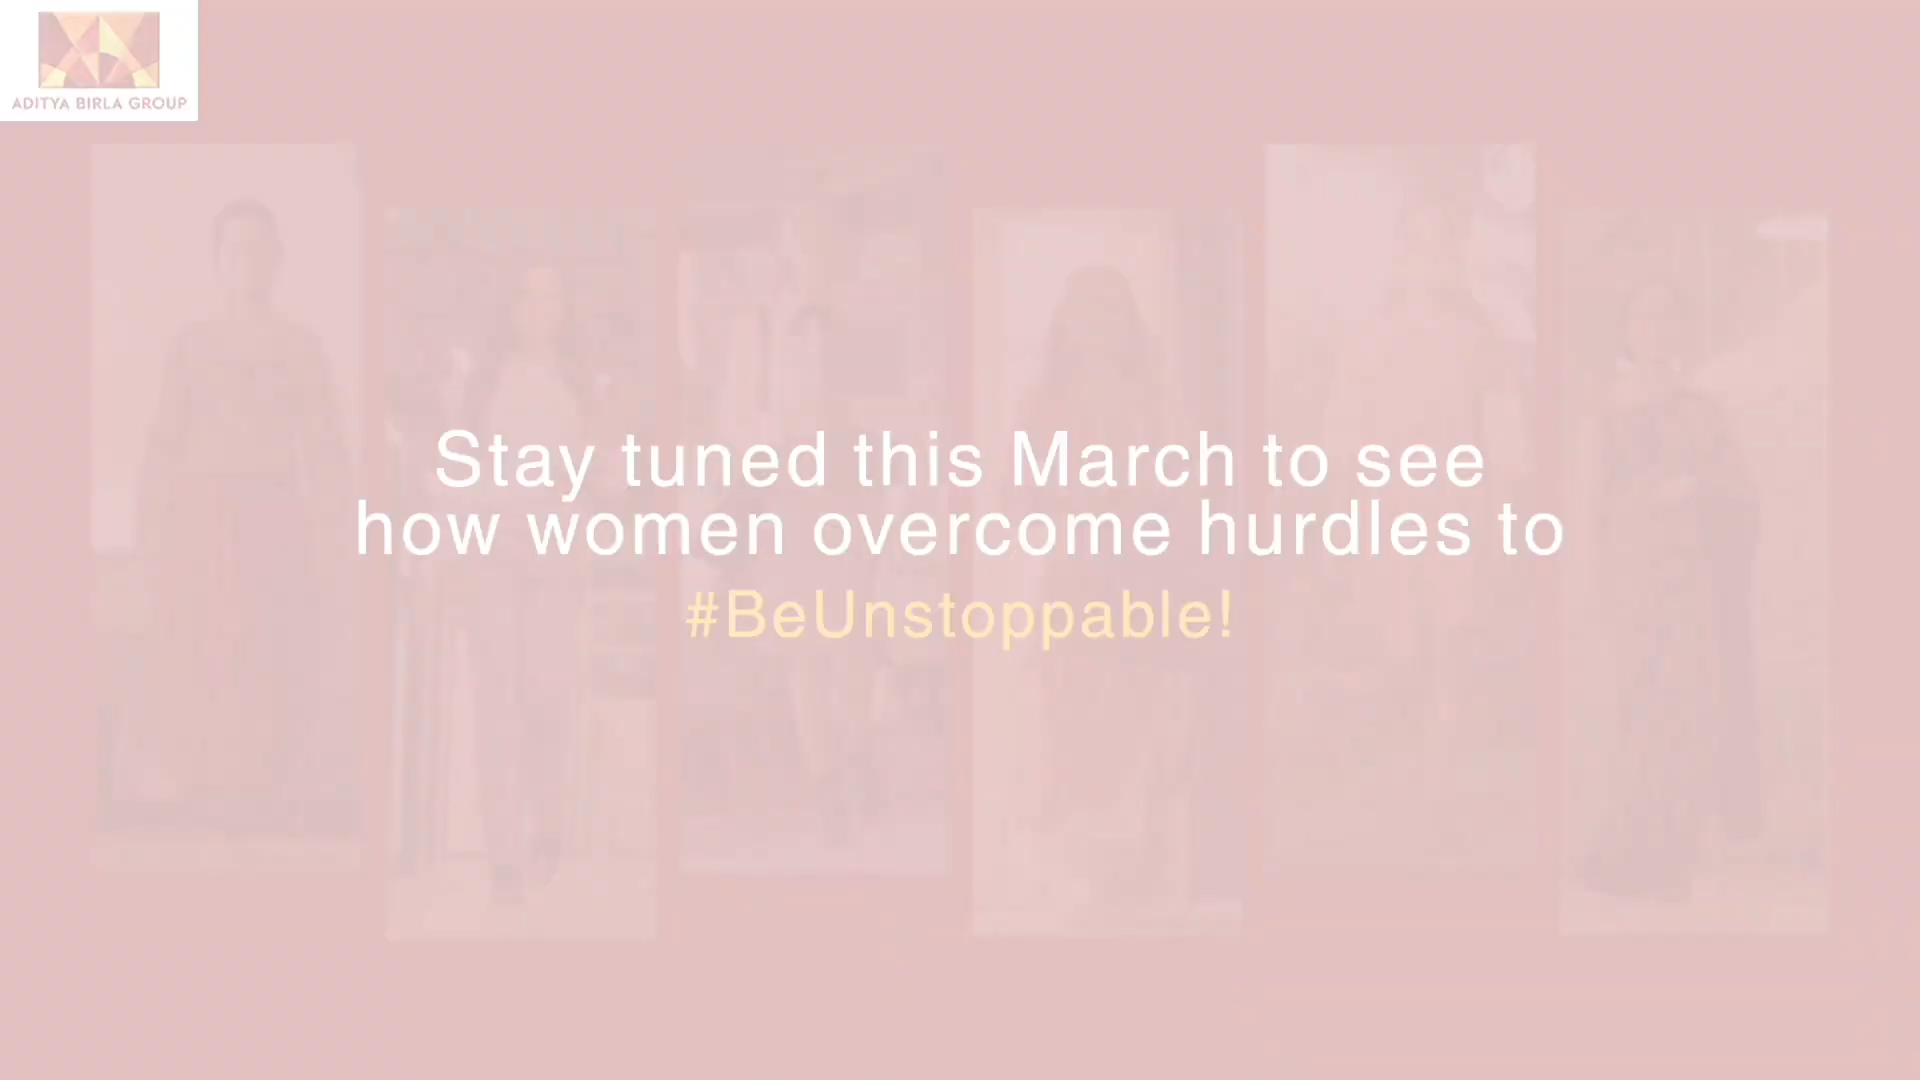 ADITYA BIRLA GROUP
Stay tuned this March to see
how women overcome hurdles to
#BeUnstoppable!